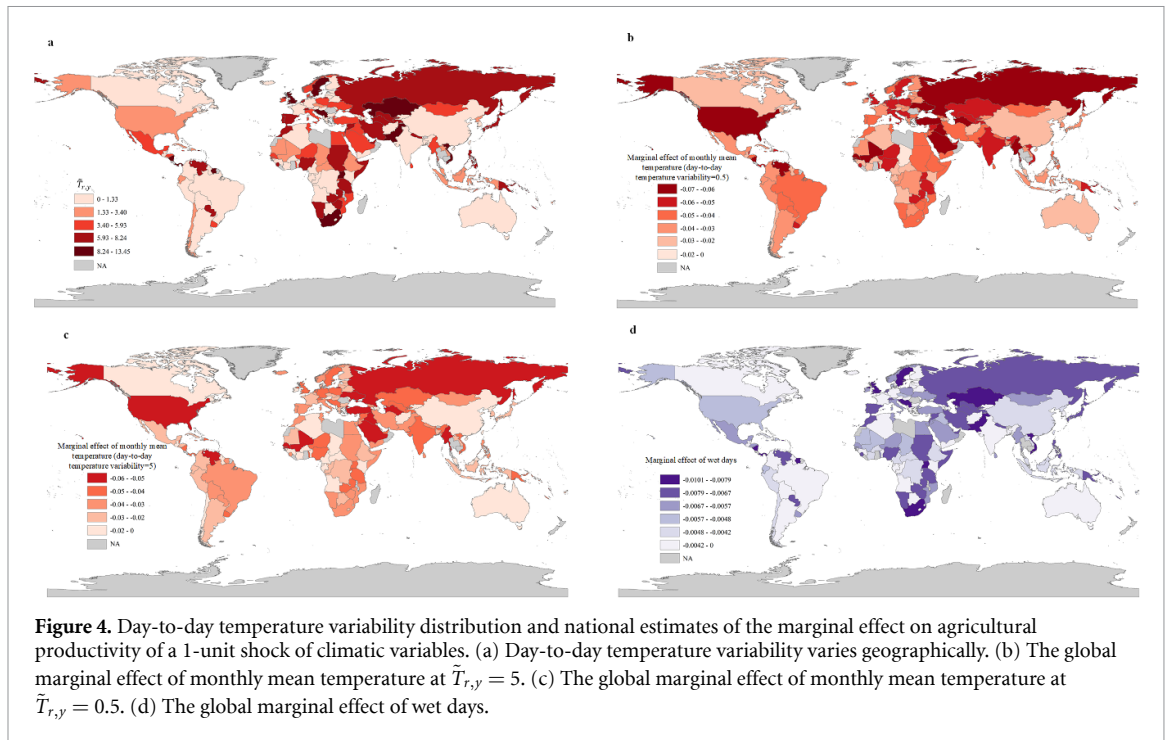 a
T̃r,y
0 - 1.33
1.33 - 3.40
3.40 - 5.93
5.93 - 8.24
8.24 - 13.45
NA
b
Marginal effect of monthly mean
temperature (day-to-day
temperature variability=0.5)
-0.07 - -0.06
-0.06 - -0.05
-0.05 - -0.04
-0.04 - -0.03
-0.03 - -0.02
-0.02 - 0
NA
c
Marginal effect of monthly mean
temperature (day-to-day
temperature variability=5)
-0.06 - -0.05
-0.05 - -0.04
-0.04 - -0.03
-0.03 - -0.02
-0.02 - 0
NA
d
Marginal effect of wet days
-0.0101 - -0.0079
-0.0079 - -0.0067
-0.0067 - -0.0057
-0.0057 - -0.0048
-0.0048 - -0.0042
-0.0042 - 0
NA
Figure 4. Day-to-day temperature variability distribution and national estimates of the marginal effect on agricultural
productivity of a 1-unit shock of climatic variables. (a) Day-to-day temperature variability varies geographically. (b) The global
marginal effect of monthly mean temperature at T̃r,y = 5. (c) The global marginal effect of monthly mean temperature at
T̃r,y = 0.5. (d) The global marginal effect of wet days.